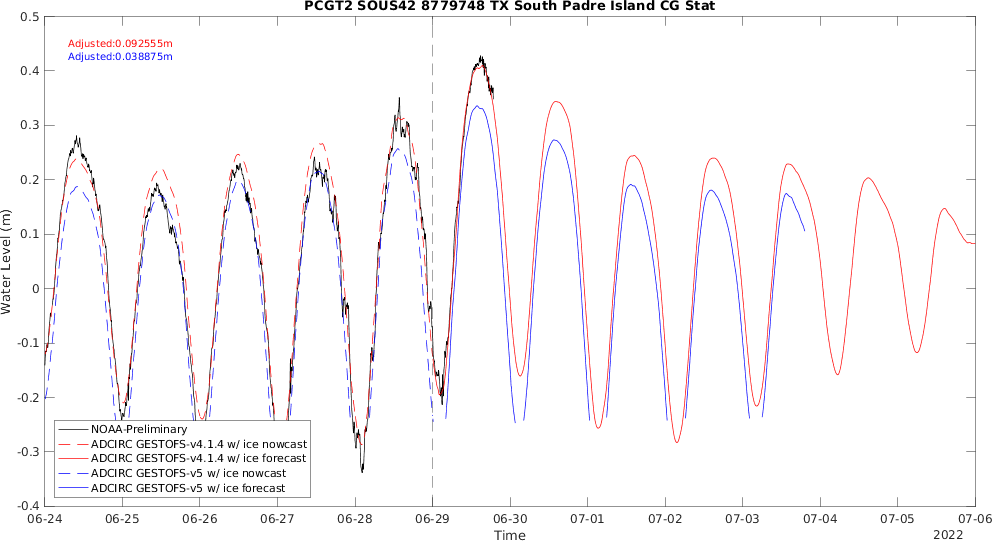 PCGT2 SOUS42 8779748 TX South Padre Island CG Stat
Adjusted:0.092555m
Adjusted:0.038875m
Water Level (m)
0.5
0.4
0.3
0.2
0.1
0
-0.1
-0.2
-0.3
-0.4
NOAA-Preliminary
ADCIRC GESTOFS-v4.1.4 w/ ice nowcast
ADCIRC GESTOFS-v4.1.4 w/ ice forecast
ADCIRC GESTOFS-v5 w/ ice nowcast
ADCIRC GESTOFS-v5 w/ ice forecast
06-24 06-25 06-26 06-27 06-28 06-29 06-30 07-01 07-02 07-03 07-04 07-05 07-06
Time
2022